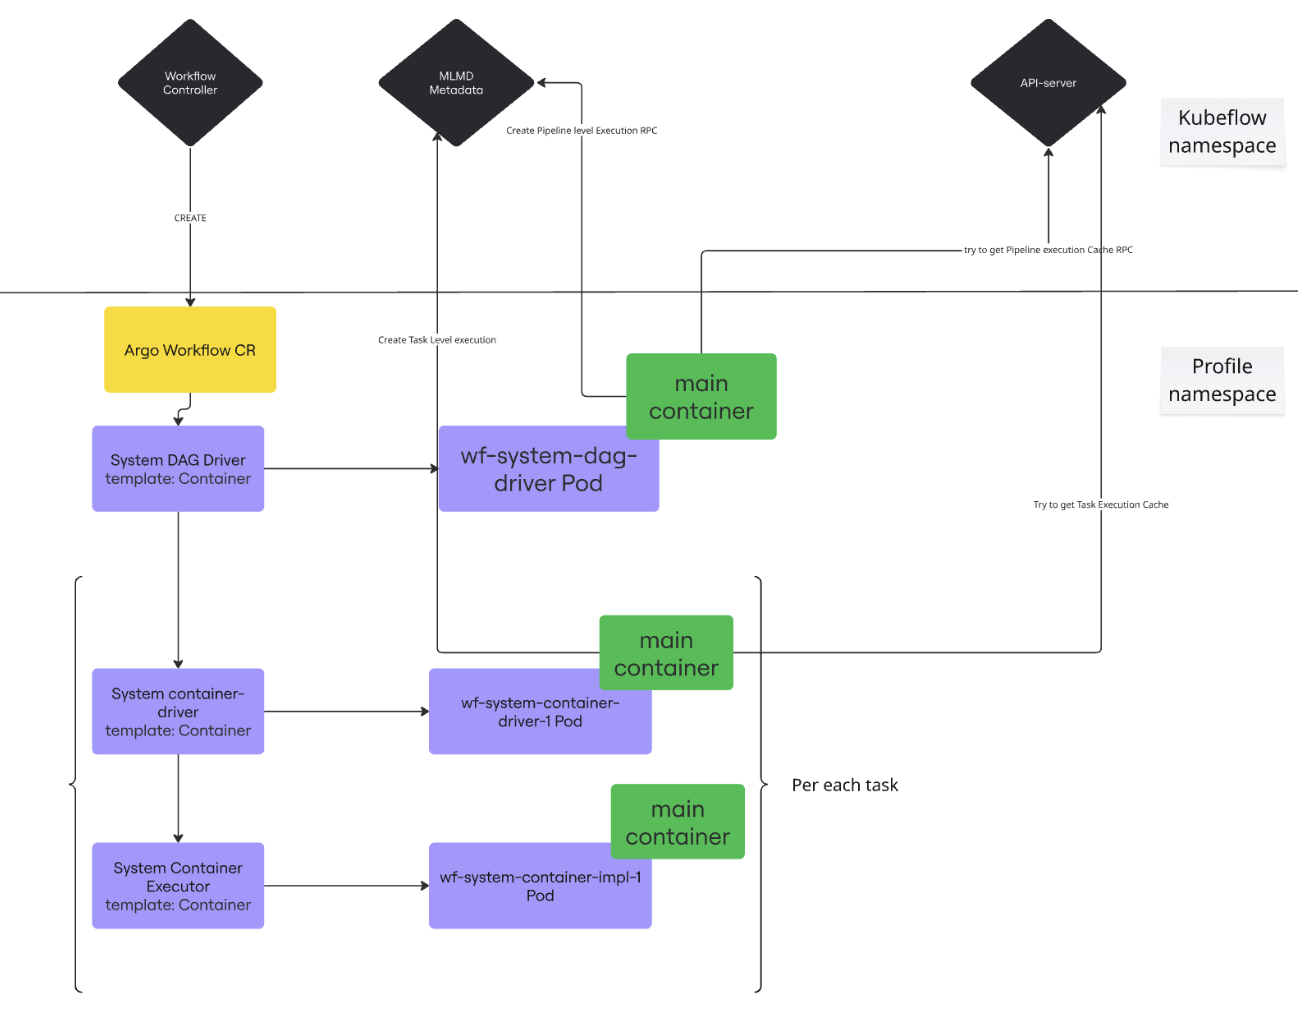 Workflow
Controller
MLMD
Metadata
API-server
Kubeflow
namespace
Create Pipeline level Execution RPC
CREATE
try to get Pipeline execution Cache RPC
Argo Workflow CR
Create Task Level execution
main
container
Profile
namespace
System DAG Driver
template: Container
wf-system-dag-
driver Pod
Try to get Task Execution Cache
main
container
System container-
driver
template: Container
wf-system-container-
driver-1 Pod
Per each task
main
container
System Container
Executor
template: Container
wf-system-container-impl-1
Pod